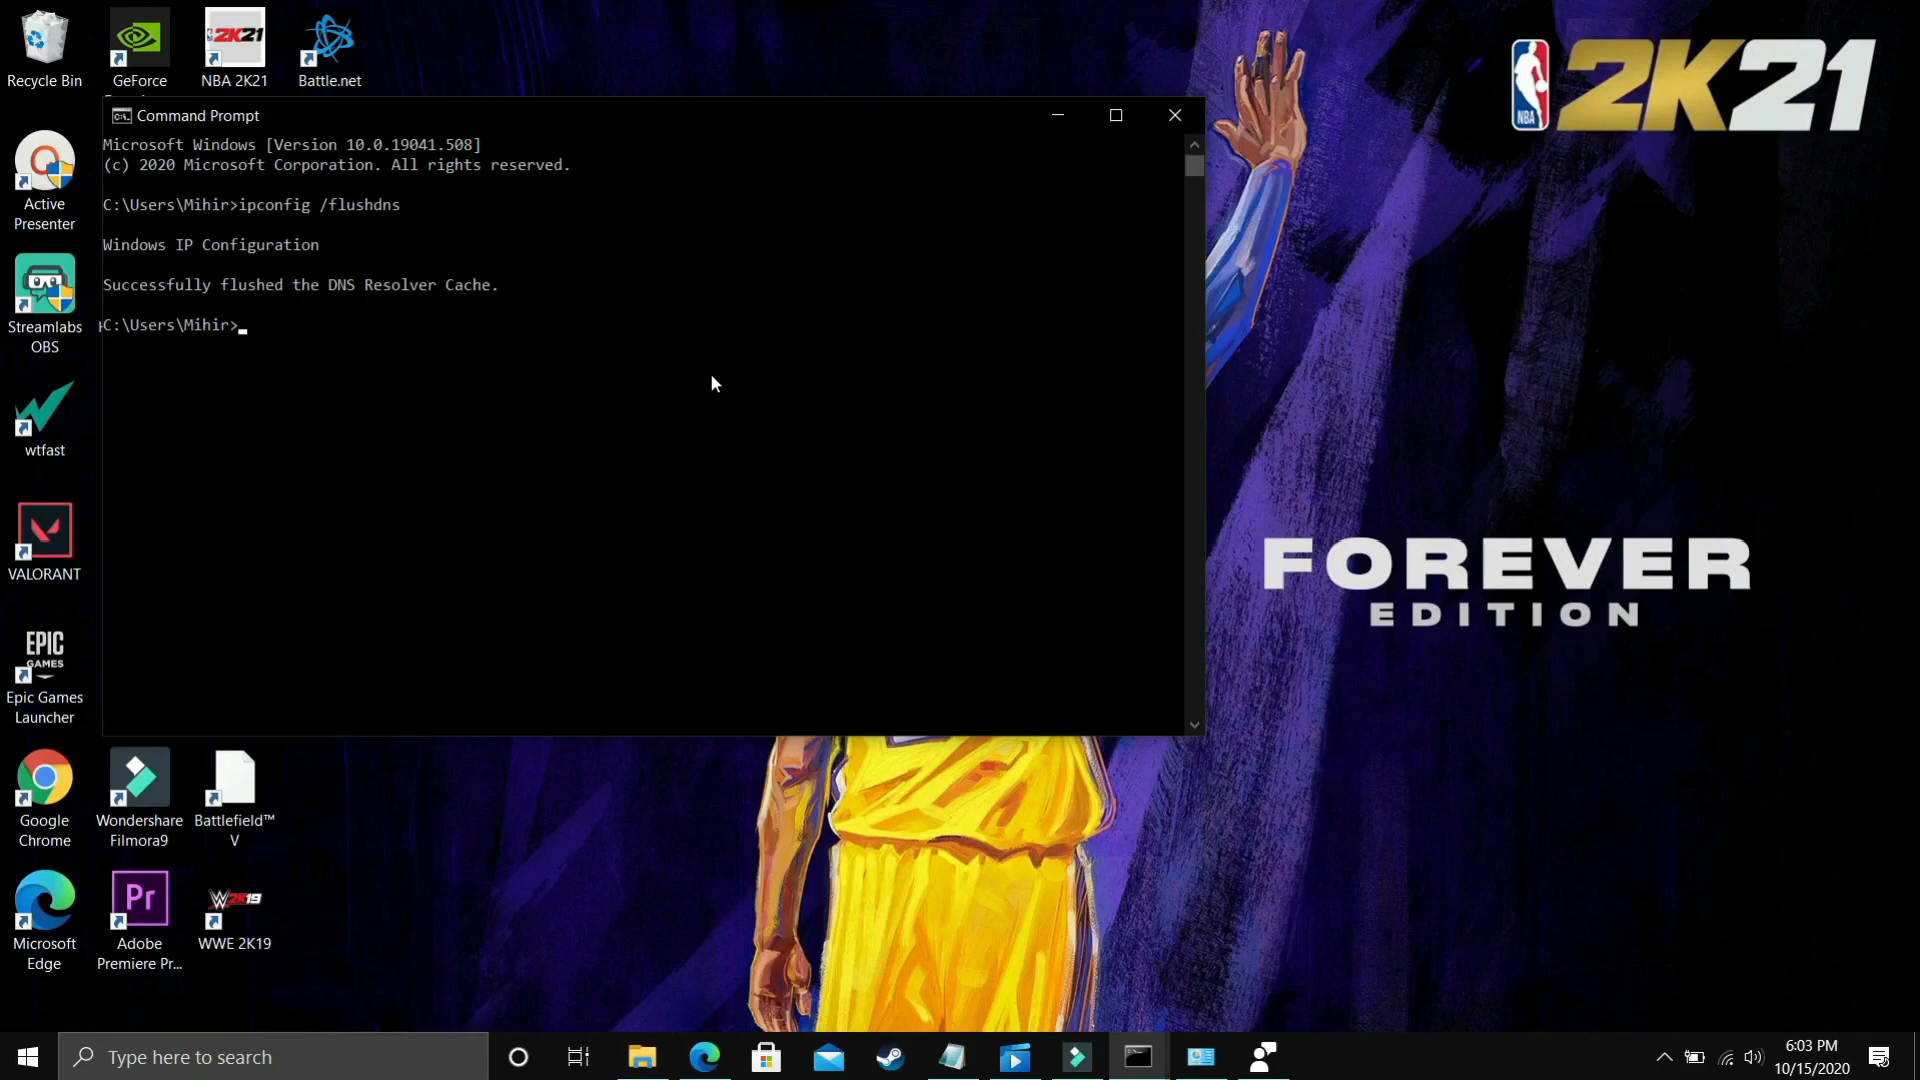 Recycle Bin
GeForce
NBA 2K21
Battle.net
2K21
NBA
2K21
Command Prompt
Microsoft Windows [Version 10.0.19041.508]
(c) 2020 Microsoft Corporation. All rights reserved.
C:\Users\Mihir>ipconfig /flushdns
Windows IP Configuration
Successfully flushed the DNS Resolver Cache.
C:\Users\Mihir>
Active
Presenter
Streamlabs
OBS
wtfast
VALORANT
EPIC
GAMES
Epic Games
Launcher
FOREVER
EDITION
Google
Chrome
Wondershare
Filmora9
Battlefield™
V
Microsoft
Edge
Pr
Adobe
Premiere Pr...
W 2K19
WWE 2K19
Type here to search
6:03 PM
10/15/2020